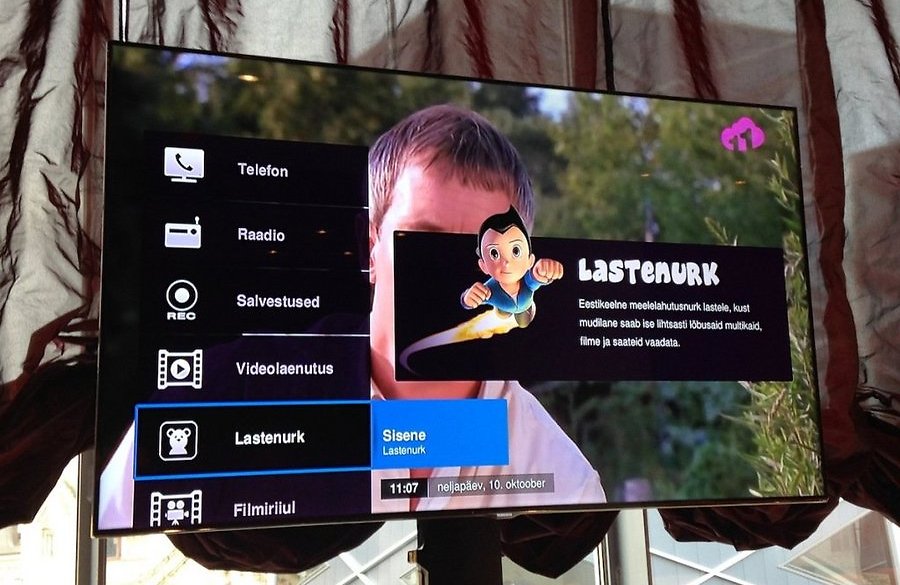 Telefon
Raadio
REC
Salvestused
Videolaenutus
Lastenurk
Filmiriiul
Sisene
Lastenurk
11:07 neljapäev, 10. oktoober
LASTENURK
Eestikeelne meelelahutusnurk lastele, kust
mudilane saab ise lihtsasti lõbusaid multikaid,
filme ja saateid vaadata.
11